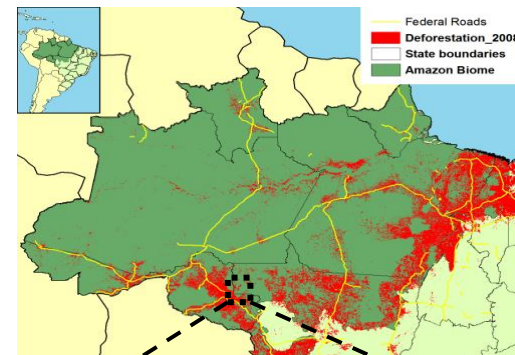 Federal Roads
Deforestation_2008
State boundaries
Amazon Biome